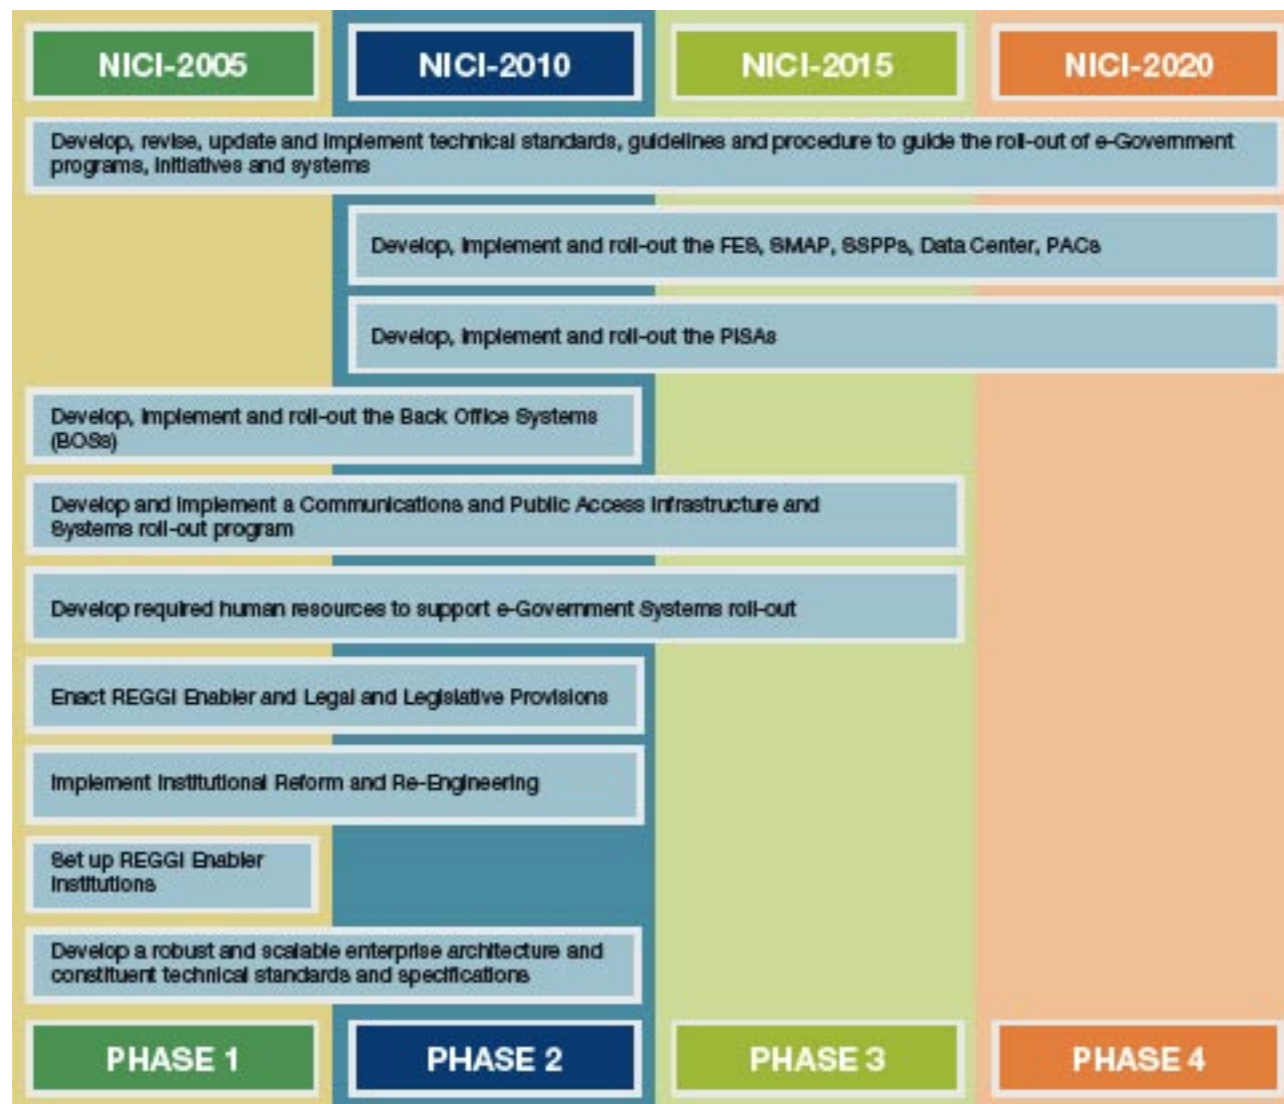 NICI-2005 NICI-2010 NICI-2015 NICI-2020
Develop, revise, update and implement technical standards, guidelines and procedure to guide the roll-out of e-Government
programs, initiatives and systems
Develop, implement and roll-out the FES, SMAP, SSPPs, Data Center, PACs
Develop, implement and roll-out the PISAs
Develop, implement and roll-out the Back Office Systems
(BOSs)
Develop and implement a Communications and Public Access Infrastructure and
Systems roll-out program
Develop required human resources to support e-Government Systems roll-out
Enact REGGI Enabler and Legal and Legislative Provisions
Implement Institutional Reform and Re-Engineering
Set up REGGI Enabler
Institutions
Develop a robust and scalable enterprise architecture and
constituent technical standards and specifications
PHASE 1 PHASE 2 PHASE 3 PHASE 4